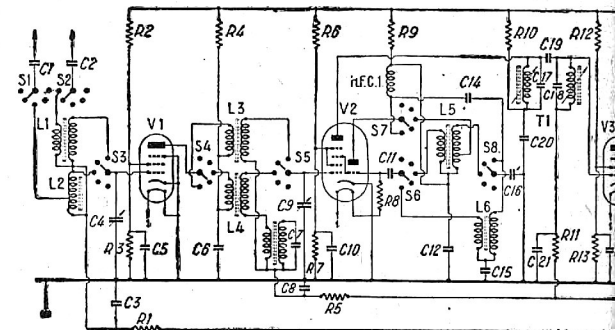 R2 R4 R6 R9 R10 C19 R12
C1 C2
S1 S2
H.F.C.1
C14
C17 C18
L1 L3 V2 L5 T1
V1 S7
S3 S4 S5 S8 V3
C20
L2 C11 C16
S6
C4 C9 R8
L4 C7 L6
R3 C5 C6 R7 C10 C12 C15 C21 R11 R13
C8
C3 R5
R1